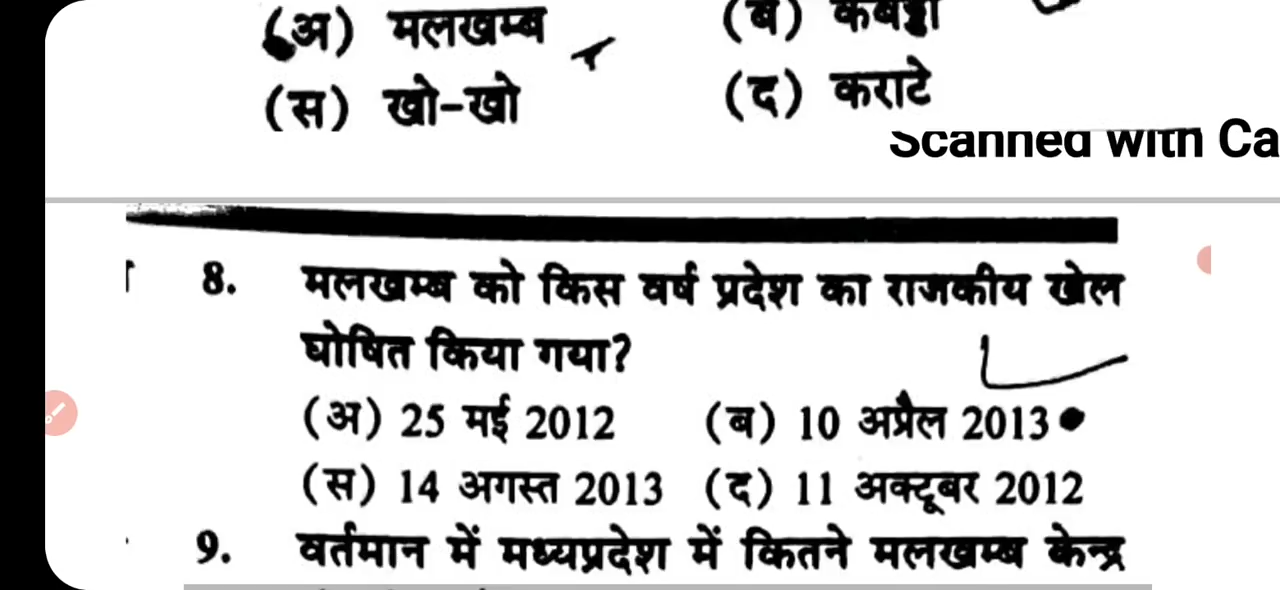 (अ) मलखम्ब (ब) कबड्डी
(स) खो-खो (द) कराटे
Scanned with Ca
8. मलखम्ब को किस वर्ष प्रदेश का राजकीय खेल
घोषित किया गया?
(अ) 25 मई 2012 (ब) 10 अप्रैल 2013
(स) 14 अगस्त 2013 (द) 11 अक्टूबर 2012
9. वर्तमान में मध्यप्रदेश में कितने मलखम्ब केन्द्र